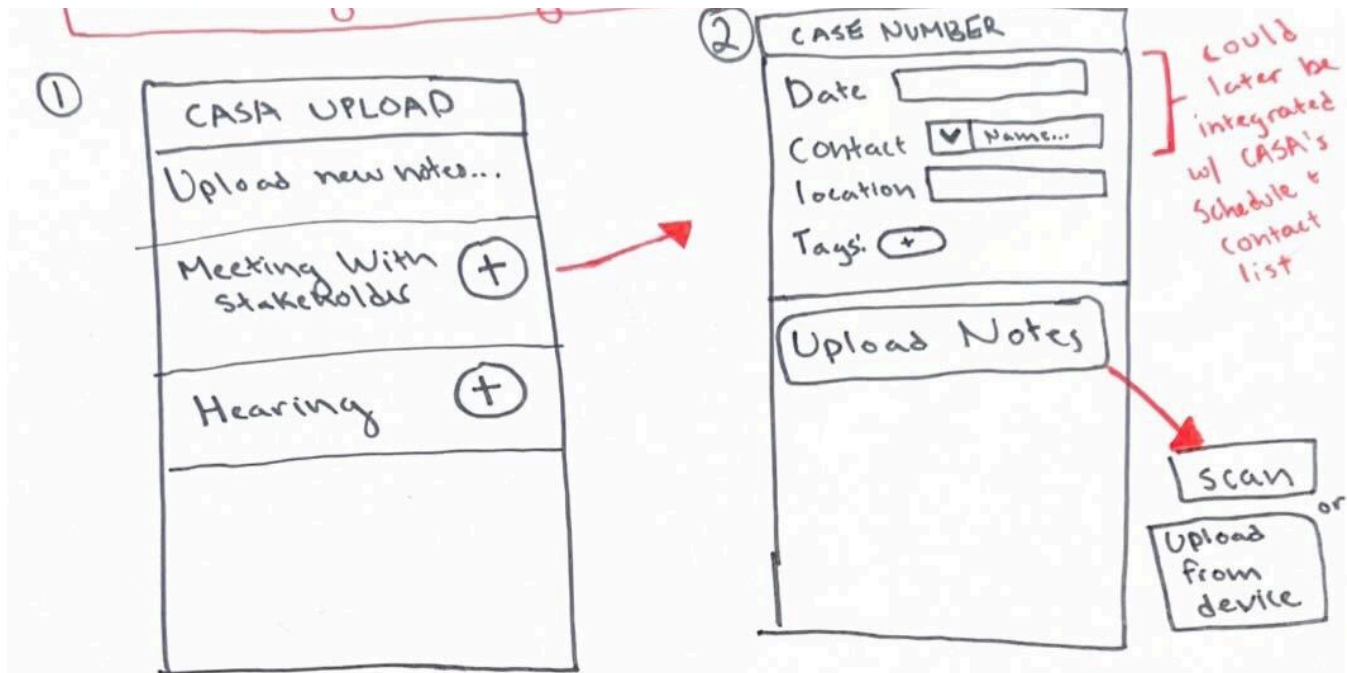 ①
CASA UPLOAD
Upload new notes...
Meeting With
Stakeholder
+
Hearing
+
②
CASE NUMBER
Date
Contact
Name...
location
Tags:
+
Upload Notes
could
later be
integrated
w/ CASA's
Schedule +
contact
list
scan
or
Upload
from
device